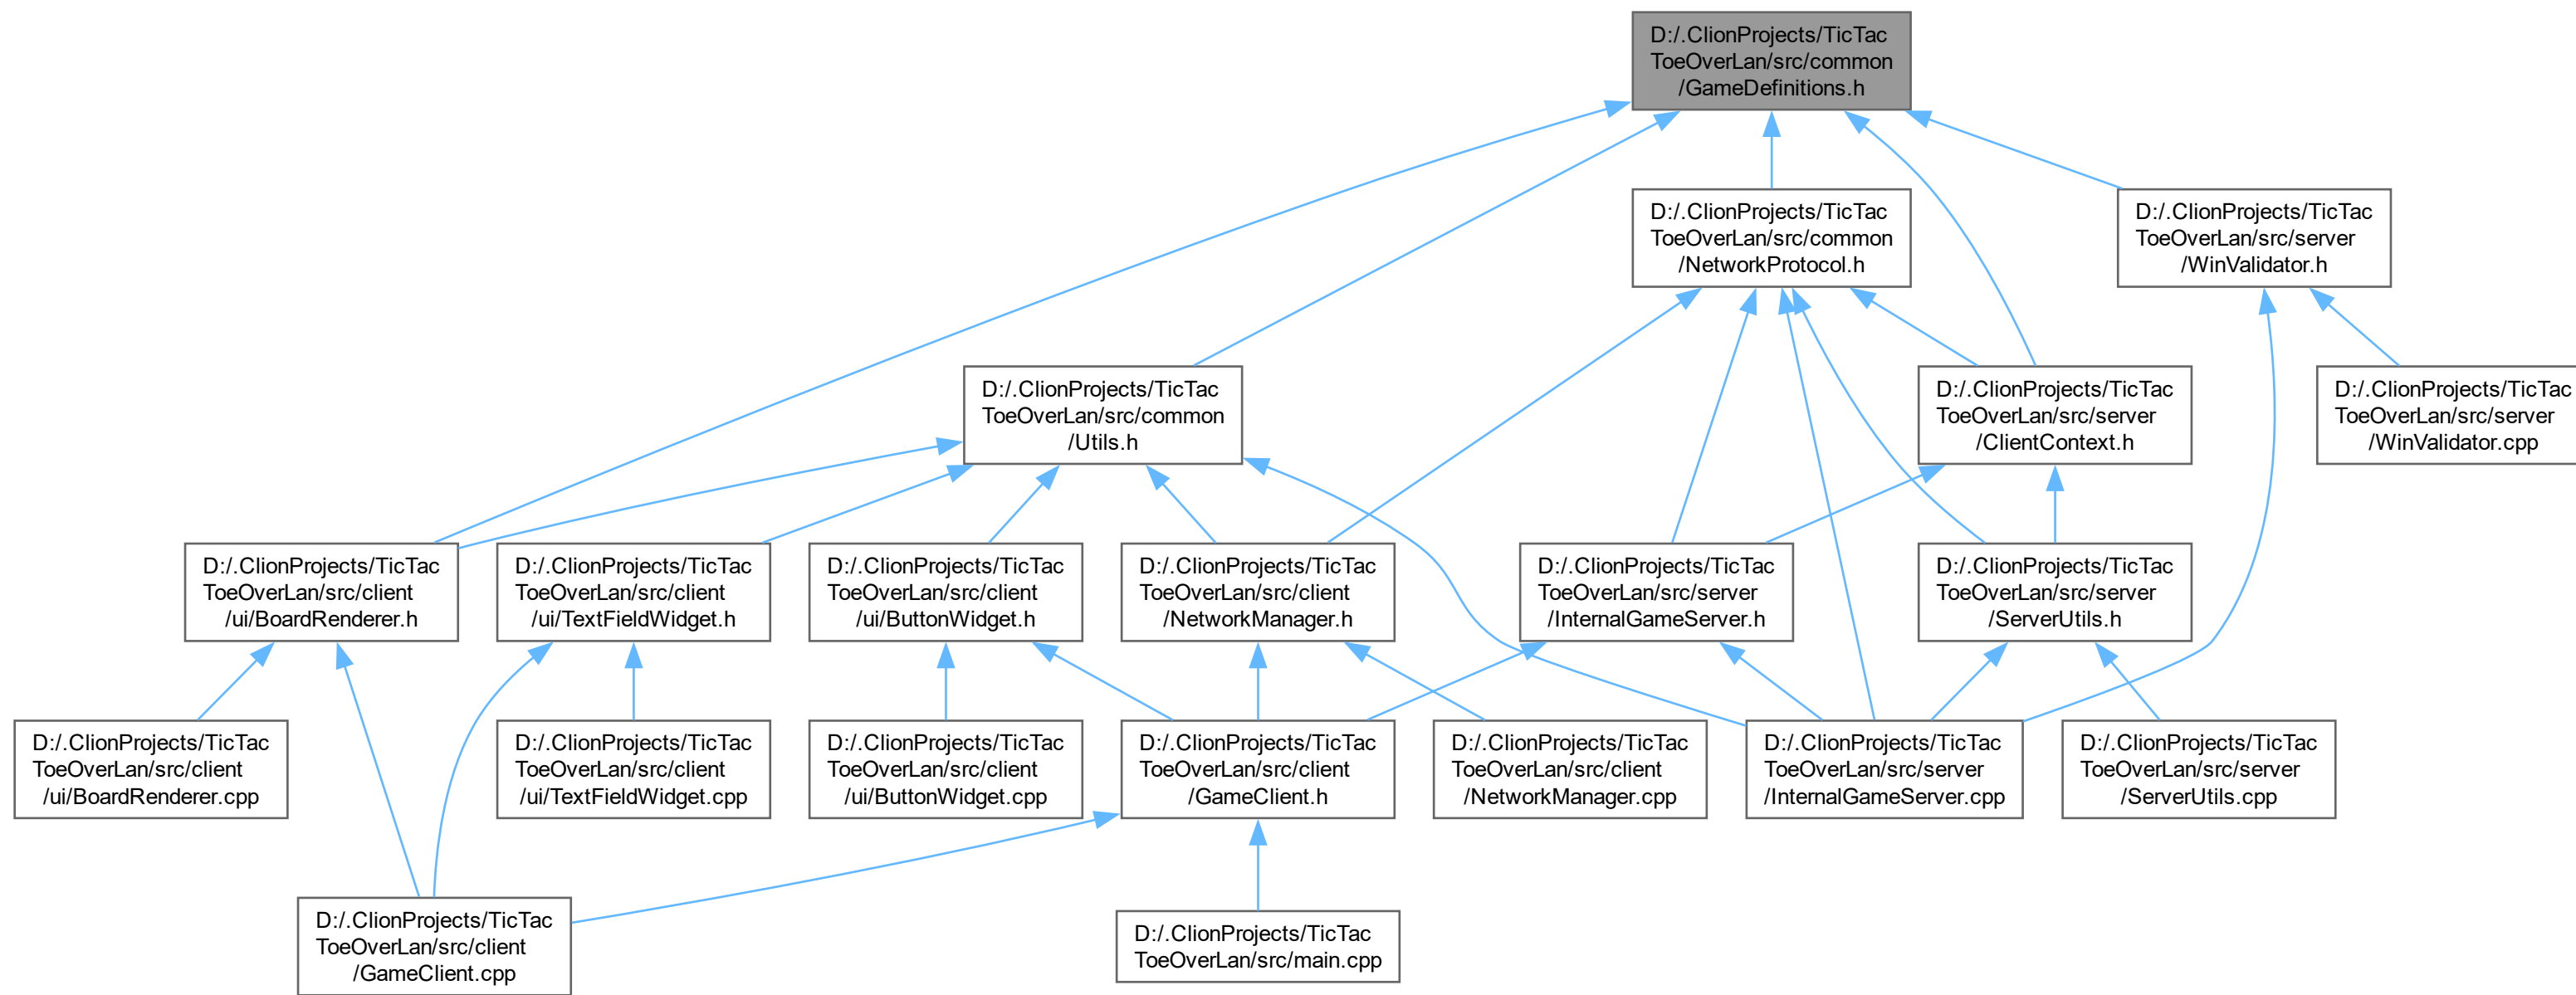 D:/.ClionProjects/TicTac
ToeOverLan/src/common
/GameDefinitions.h
D:/.ClionProjects/TicTac
ToeOverLan/src/common
/NetworkProtocol.h
D:/.ClionProjects/TicTac
ToeOverLan/src/server
/WinValidator.h
D:/.ClionProjects/TicTac
ToeOverLan/src/common
/Utils.h
D:/.ClionProjects/TicTac
ToeOverLan/src/server
/ClientContext.h
D:/.ClionProjects/TicTac
ToeOverLan/src/server
/WinValidator.cpp
D:/.ClionProjects/TicTac
ToeOverLan/src/client
/ui/BoardRenderer.h
D:/.ClionProjects/TicTac
ToeOverLan/src/client
/ui/TextFieldWidget.h
D:/.ClionProjects/TicTac
ToeOverLan/src/client
/ui/ButtonWidget.h
D:/.ClionProjects/TicTac
ToeOverLan/src/client
/NetworkManager.h
D:/.ClionProjects/TicTac
ToeOverLan/src/server
/InternalGameServer.h
D:/.ClionProjects/TicTac
ToeOverLan/src/server
/ServerUtils.h
D:/.ClionProjects/TicTac
ToeOverLan/src/client
/ui/BoardRenderer.cpp
D:/.ClionProjects/TicTac
ToeOverLan/src/client
/ui/TextFieldWidget.cpp
D:/.ClionProjects/TicTac
ToeOverLan/src/client
/ui/ButtonWidget.cpp
D:/.ClionProjects/TicTac
ToeOverLan/src/client
/GameClient.h
D:/.ClionProjects/TicTac
ToeOverLan/src/client
/NetworkManager.cpp
D:/.ClionProjects/TicTac
ToeOverLan/src/server
/InternalGameServer.cpp
D:/.ClionProjects/TicTac
ToeOverLan/src/server
/ServerUtils.cpp
D:/.ClionProjects/TicTac
ToeOverLan/src/client
/GameClient.cpp
D:/.ClionProjects/TicTac
ToeOverLan/src/main.cpp